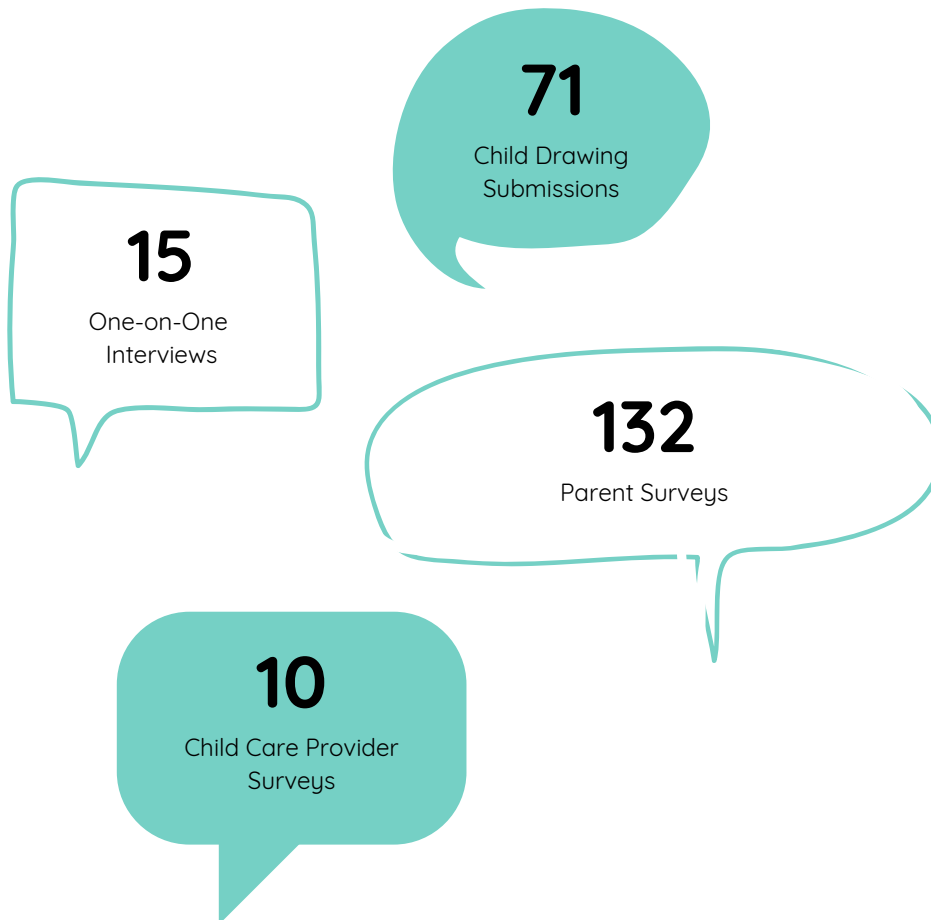 71
Child Drawing
Submissions
15
One-on-One
Interviews
132
Parent Surveys
10
Child Care Provider
Surveys